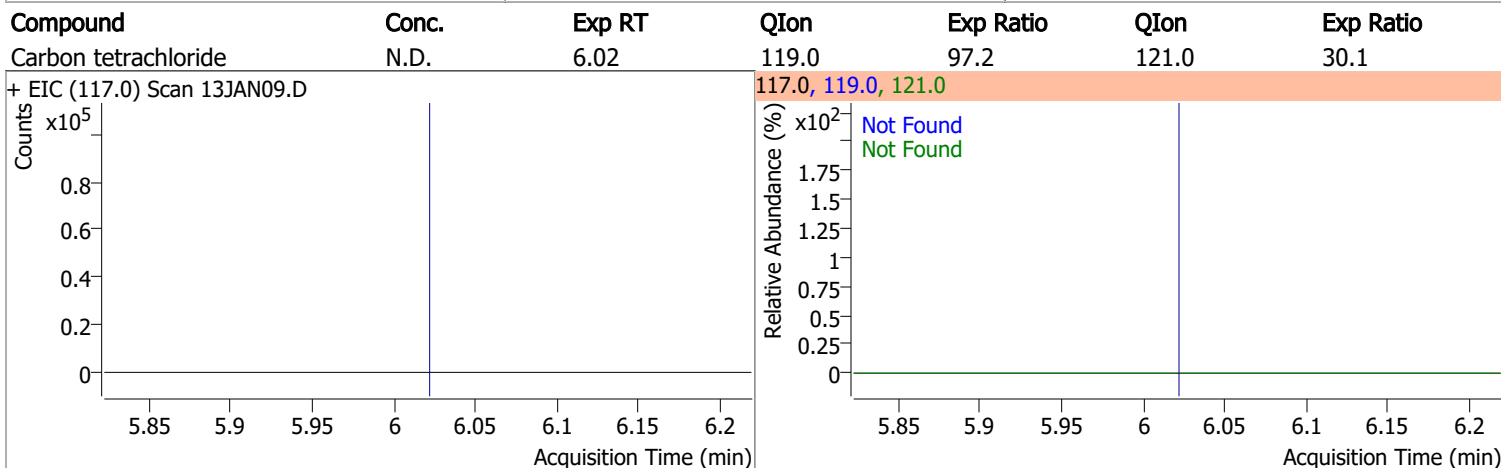 Compound Conc. Exp RT QIon Exp Ratio QIon Exp Ratio
Carbon tetrachloride N.D. 6.02 119.0 97.2 121.0 30.1
+ EIC (117.0) Scan 13JAN09.D
Counts
x10^5
0.8
0.6
0.4
0.2
0
5.85 5.9 5.95 6 6.05 6.1 6.15 6.2
Acquisition Time (min)
117.0, 119.0, 121.0
Relative Abundance (%)
x10^2
Not Found
Not Found
1.75
1.5
1.25
1
0.75
0.5
0.25
0
5.85 5.9 5.95 6 6.05 6.1 6.15 6.2
Acquisition Time (min)